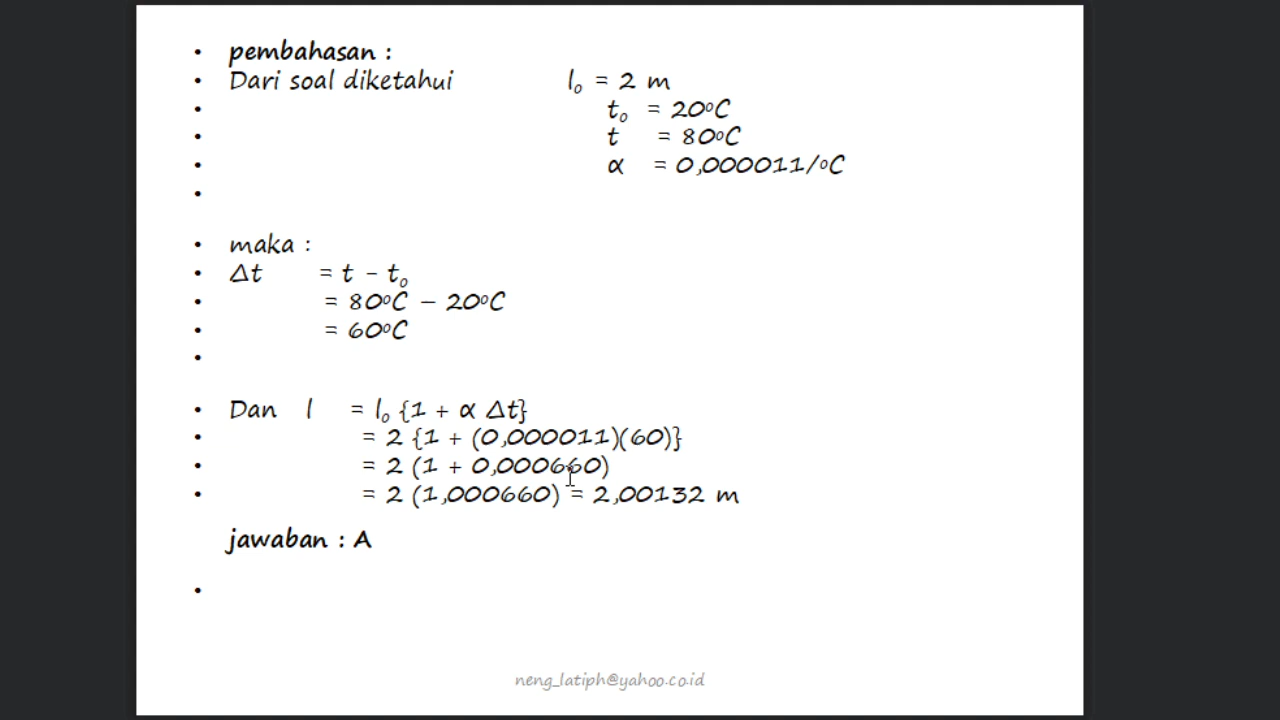 • pembahasan :
• Dari soal diketahui l₀ = 2 m
• t₀ = 20°C
• t = 80°C
• α = 0,000011/°C
•
• maka :
• Δt = t - t₀
• = 80°C – 20°C
• = 60°C
•
• Dan l = l₀ {1 + α Δt}
• = 2 {1 + (0,000011)(60)}
• = 2 (1 + 0,000660)
• = 2 (1,000660) = 2,00132 m
jawaban : A
•
neng_latiph@yahoo.co.id